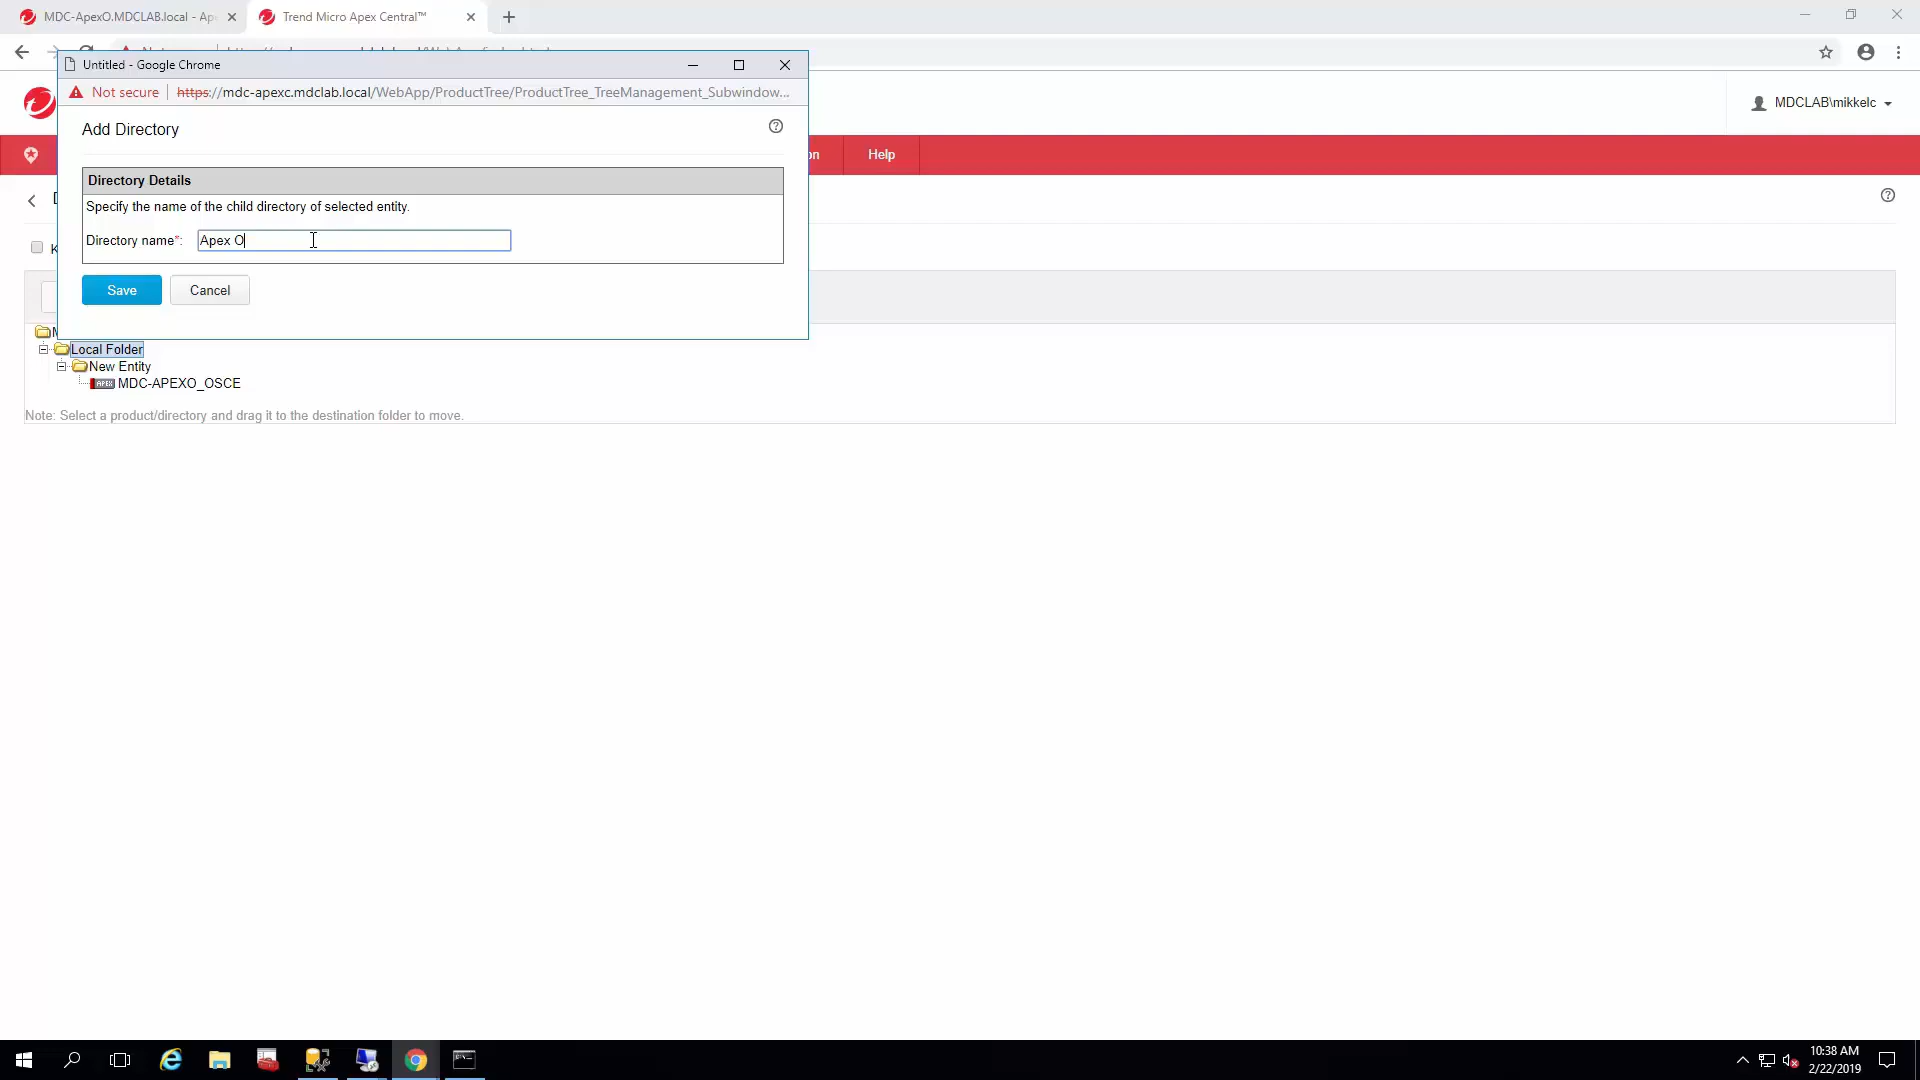 MDC-ApexO.MDCLAB.local - Ap
Trend Micro Apex Central™
Untitled - Google Chrome
Not secure | https://mdc-apexc.mdclab.local/WebApp/ProductTree/ProductTree_TreeManagement_Subwindow...
Add Directory
MDCLAB\mikkelc
on
Help
Directory Details
Specify the name of the child directory of selected entity.
Directory name*:
Apex O
Save
Cancel
Local Folder
New Entity
APEX
MDC-APEXO_OSCE
Note: Select a product/directory and drag it to the destination folder to move.
10:38 AM
2/22/2019